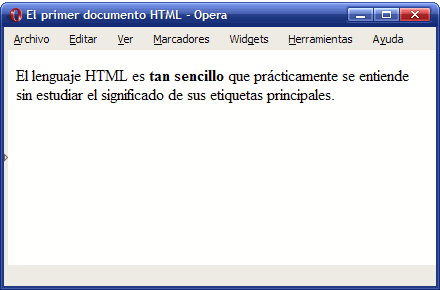 El primer documento HTML - Opera
Archivo Editar Ver Marcadores Widgets Herramientas Ayuda
El lenguaje HTML es tan sencillo que prácticamente se entiende
sin estudiar el significado de sus etiquetas principales.